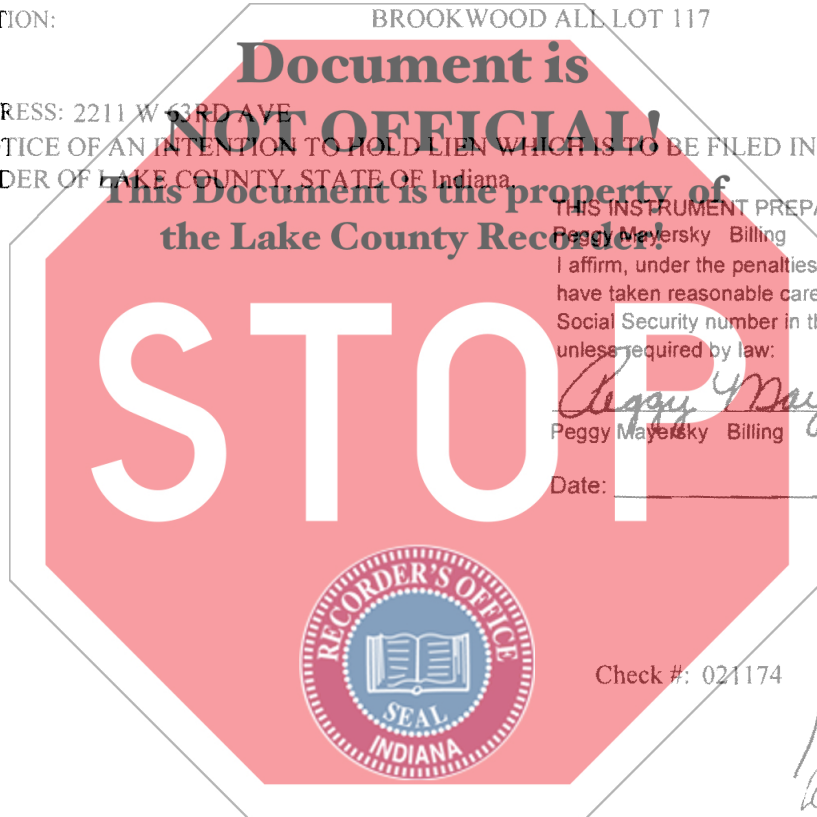 TION: BROOKWOOD ALL LOT 117
Document is
RESS: 2211 W 63RD AVE
NOT OFFICIAL!
TICE OF AN INTENTION TO HOLD LIEN WHICH IS TO BE FILED IN
DER OF LAKE COUNTY, STATE OF Indiana.
This Document is the property of
the Lake County Recorder!
THIS INSTRUMENT PREPA
Peggy Mayersky Billing
I affirm, under the penalties
have taken reasonable care
Social Security number in th
unless required by law:
STOP
Peggy May
Peggy Mayersky Billing
Date:
RECORDER'S OFFICE
SEAL
INDIANA
Check #: 021174